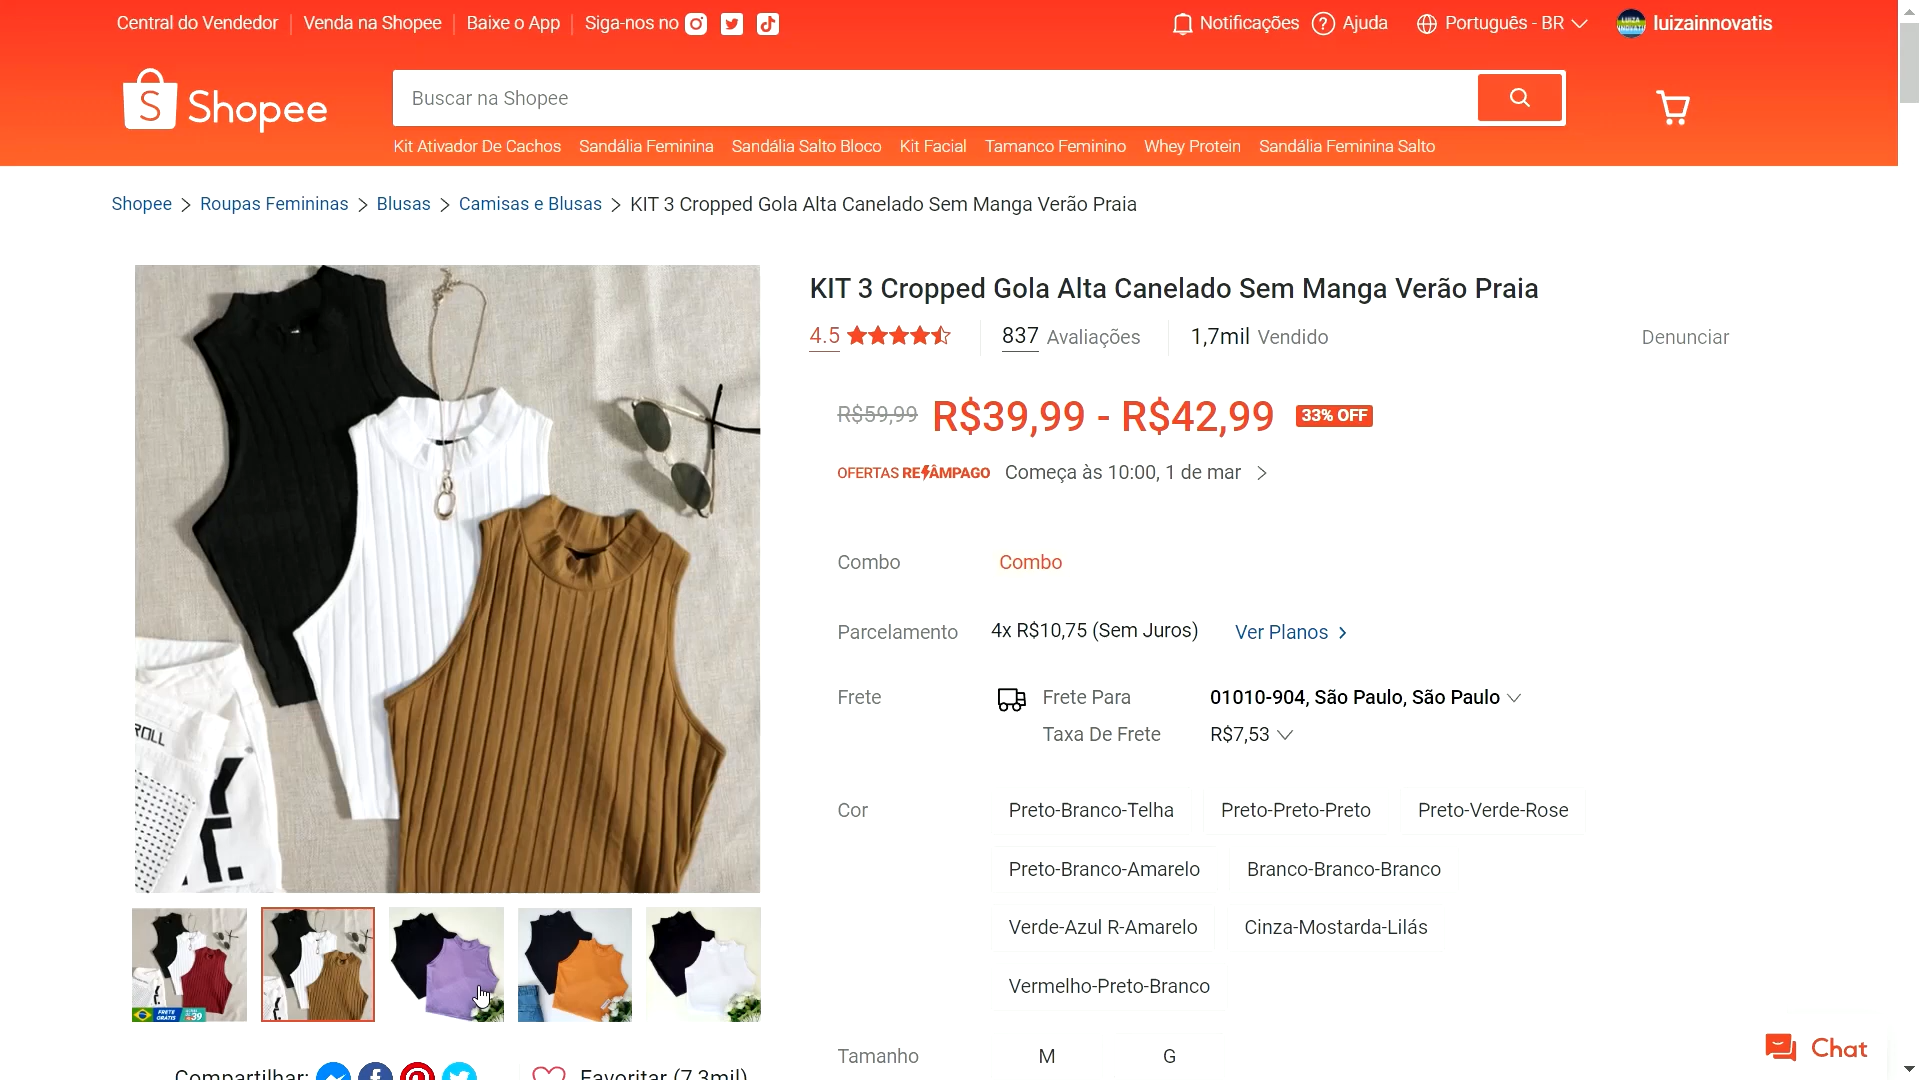 Central do Vendedor Venda na Shopee Baixe o App Siga-nos no Notificações Ajuda Português - BR luizainnovatis
Shopee
Buscar na Shopee
Kit Ativador De Cachos Sandália Feminina Sandália Salto Bloco Kit Facial Tamanco Feminino Whey Protein Sandália Feminina Salto
Shopee > Roupas Femininas > Blusas > Camisas e Blusas > KIT 3 Cropped Gola Alta Canelado Sem Manga Verão Praia
KIT 3 Cropped Gola Alta Canelado Sem Manga Verão Praia
4.5 837 Avaliações 1,7mil Vendido Denunciar
R$59,99 R$39,99 - R$42,99 33% OFF
OFERTAS RE⚡ÂMPAGO Começa às 10:00, 1 de mar >
Combo Combo
Parcelamento 4x R$10,75 (Sem Juros) Ver Planos >
Frete Frete Para 01010-904, São Paulo, São Paulo
Taxa De Frete R$7,53
Cor Preto-Branco-Telha Preto-Preto-Preto Preto-Verde-Rose
Preto-Branco-Amarelo Branco-Branco-Branco
Verde-Azul R-Amarelo Cinza-Mostarda-Lilás
Vermelho-Preto-Branco
Tamanho M G
FRETE GRÁTIS
39
Compartilhar: Favoritar (7,3mil)
Chat